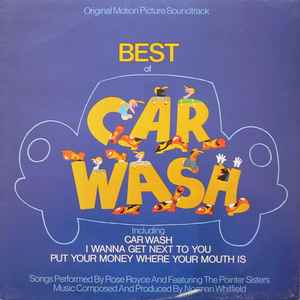 Original Motion Picture Soundtrack
BEST
of
CAR
WASH
Including
CAR WASH
I WANNA GET NEXT TO YOU
PUT YOUR MONEY WHERE YOUR MOUTH IS
Songs Performed By Rose Royce And Featuring The Pointer Sisters
Music Composed And Produced By Norman Whitfield